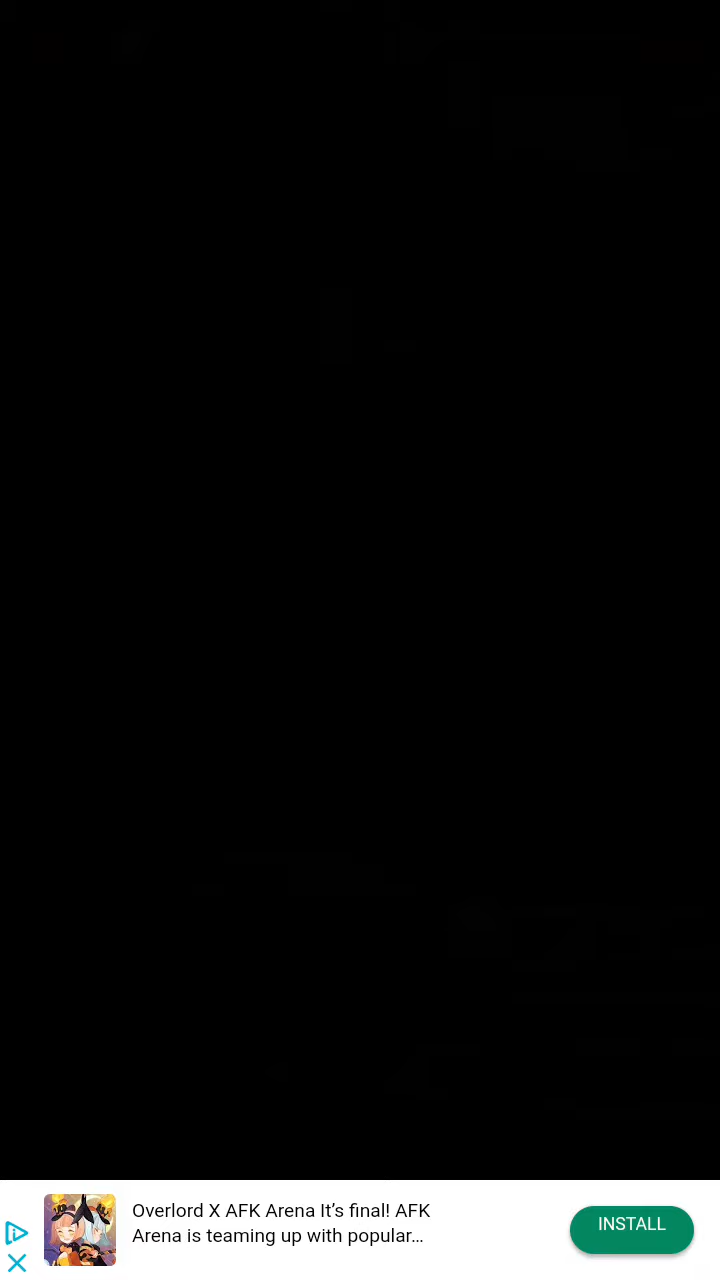 Overlord X AFK Arena It’s final! AFK
Arena is teaming up with popular...
INSTALL